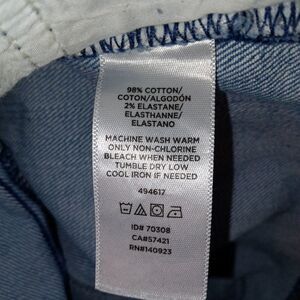 98% COTTON/
COTON/ALGODÓN
2% ELASTANE/
ELASTHANNE/
ELASTANO
MACHINE WASH WARM
ONLY NON-CHLORINE
BLEACH WHEN NEEDED
TUMBLE DRY LOW
COOL IRON IF NEEDED
494617
ID# 70308
CA#57421
RN#140923